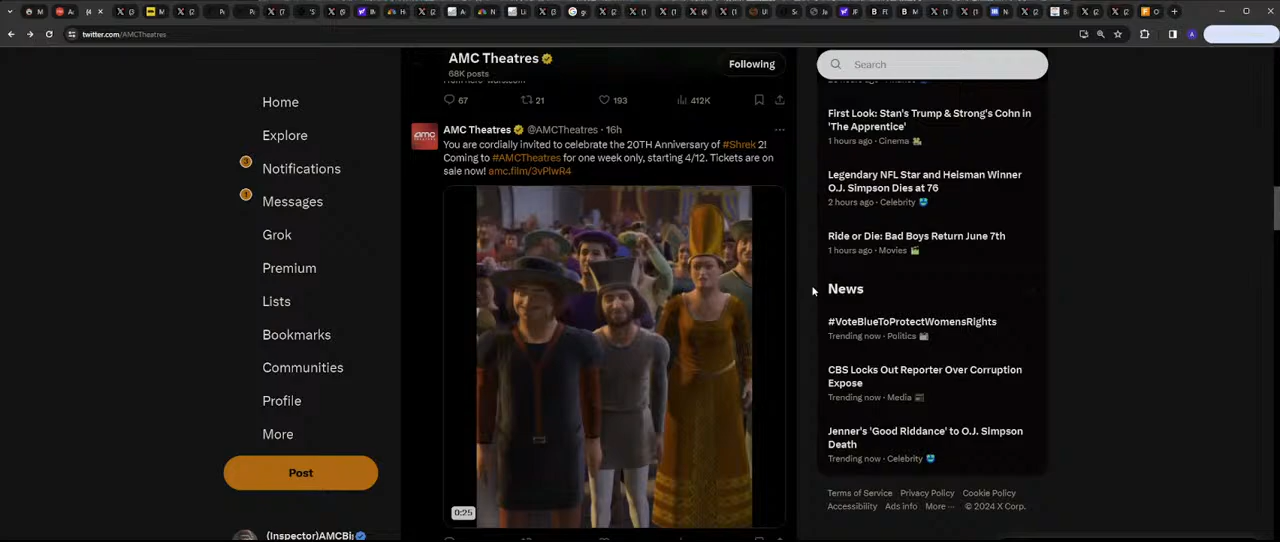 twitter.com/AMCTheatres
Home
Explore
3
Notifications
1
Messages
Grok
Premium
Lists
Bookmarks
Communities
Profile
More
Post
(Inspector)AMCBi
AMC Theatres
68K posts
Following
67
21
193
412K
amc
AMC Theatres @AMCTheatres · 16h
You are cordially invited to celebrate the 20TH Anniversary of #Shrek 2!
Coming to #AMCTheatres for one week only, starting 4/12. Tickets are on
sale now! amc.film/3vPlwR4
0:25
Search
First Look: Stan's Trump & Strong's Cohn in
'The Apprentice'
1 hours ago · Cinema
Legendary NFL Star and Heisman Winner
O.J. Simpson Dies at 76
2 hours ago · Celebrity
Ride or Die: Bad Boys Return June 7th
1 hours ago · Movies
News
#VoteBlueToProtectWomensRights
Trending now · Politics
CBS Locks Out Reporter Over Corruption
Expose
Trending now · Media
Jenner's 'Good Riddance' to O.J. Simpson
Death
Trending now · Celebrity
Terms of Service Privacy Policy Cookie Policy
Accessibility Ads info More ··· © 2024 X Corp.